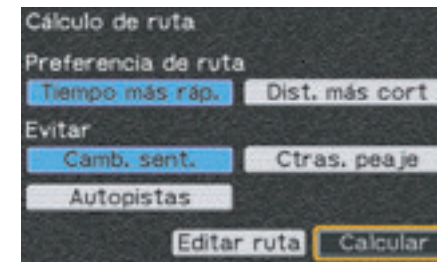 Cálculo de ruta
Preferencia de ruta
Tiempo más ráp. Dist. más cort
Evitar
Camb. sent. Ctras. peaje
Autopistas
Editar ruta Calcular